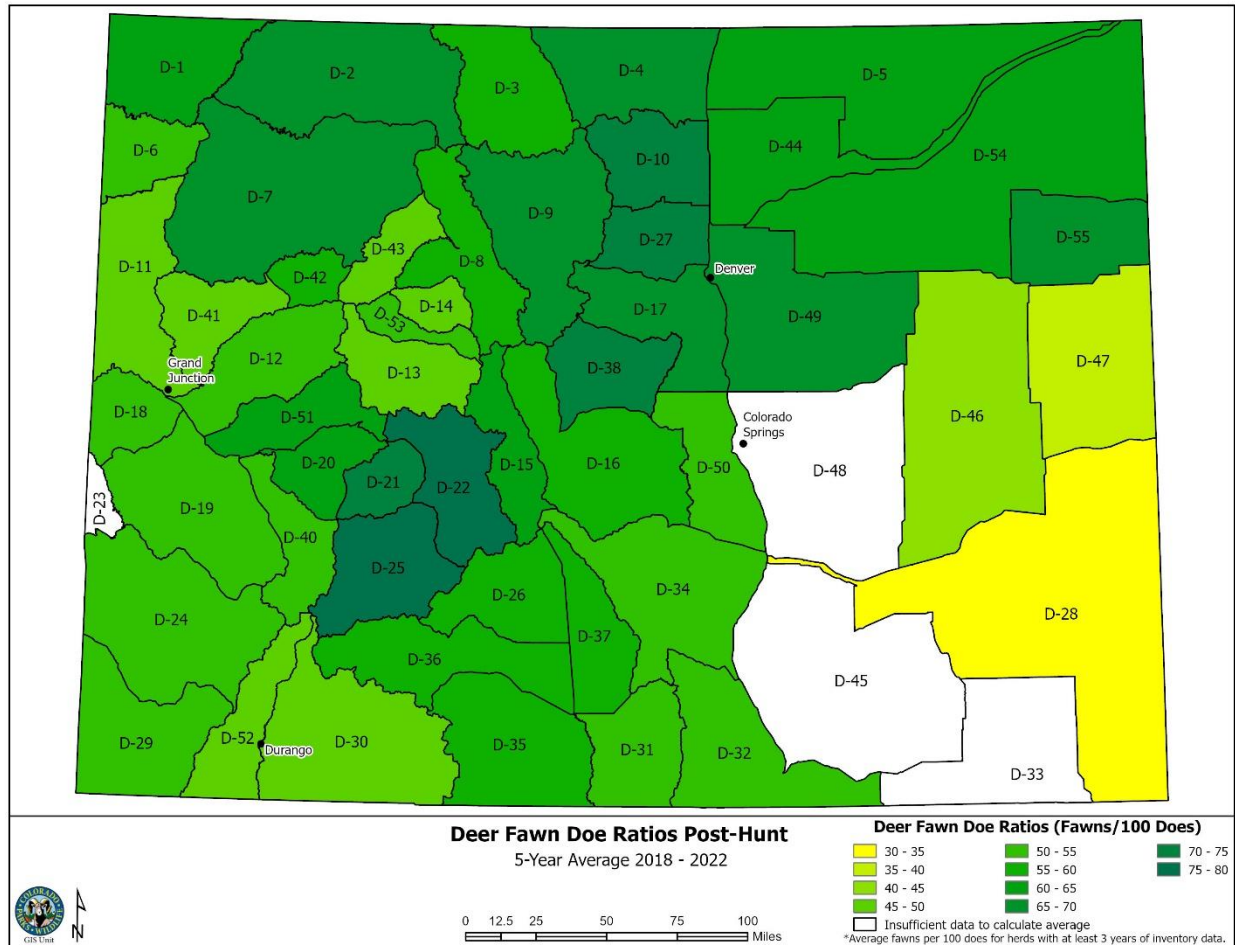 D-1
D-2
D-3
D-4
D-5
D-6
D-10
D-44
D-54
D-7
D-9
D-55
D-43
D-27
D-11
D-8
D-42
Denver
D-14
D-41
D-17
D-49
D-53
D-12
D-47
Grand
Junction
D-13
D-38
D-18
D-51
Colorado
Springs
D-46
D-20
D-15
D-16
D-50
D-48
D-21
D-22
D-23
D-19
D-40
D-25
D-26
D-34
D-24
D-28
D-37
D-36
D-45
D-29
D-52
Durango
D-30
D-35
D-31
D-32
D-33
Deer Fawn Doe Ratios Post-Hunt
5-Year Average 2018 - 2022
COLORADO
PARKS & WILDLIFE
GIS Unit
N
0 12.5 25 50 75 100
Miles
Deer Fawn Doe Ratios (Fawns/100 Does)
30 - 35
35 - 40
40 - 45
45 - 50
50 - 55
55 - 60
60 - 65
65 - 70
70 - 75
75 - 80
Insufficient data to calculate average
*Average fawns per 100 does for herds with at least 3 years of inventory data.